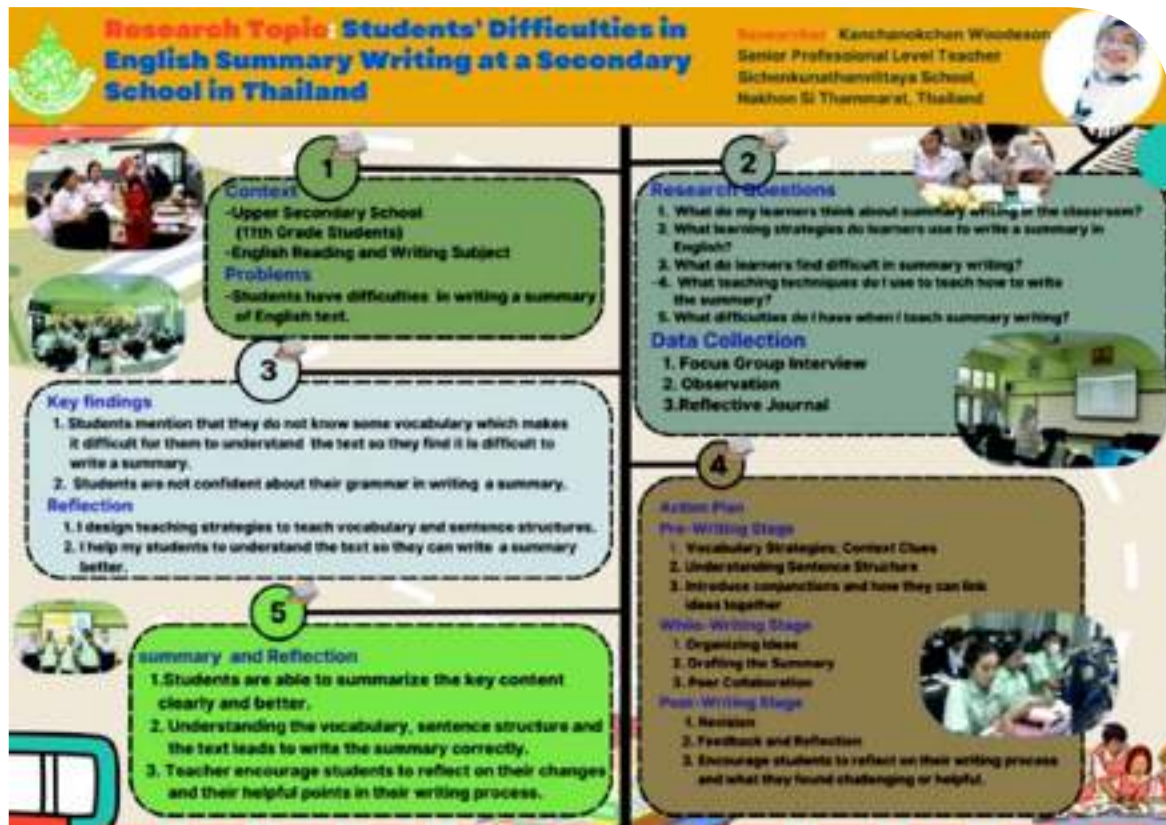 Research Topic: Students' Difficulties in
English Summary Writing at a Secondary
School in Thailand
Researcher : Kanchanokchon Woodeson
Senior Professional Level Teacher
Sichonkunathanvittaya School,
Nakhon Si Thammarat, Thailand
1
Context
-Upper Secondary School
(11th Grade Students)
-English Reading and Writing Subject
Problems
-Students have difficulties in writing a summary
of English text.
2
Research Questions
1. What do my learners think about summary writing in the classroom?
2. What learning strategies do learners use to write a summary in
English?
3. What do learners find difficult in summary writing?
4. What teaching techniques do I use to teach how to write
the summary?
5. What difficulties do I have when I teach summary writing?
Data Collection
1. Focus Group Interview
2. Observation
3.Reflective Journal
3
Key findings
1. Students mention that they do not know some vocabulary which makes
it difficult for them to understand the text so they find it is difficult to
write a summary.
2. Students are not confident about their grammar in writing a summary.
Reflection
1. I design teaching strategies to teach vocabulary and sentence structures.
2. I help my students to understand the text so they can write a summary
better.
4
Action Plan
Pre-Writing Stage
1. Vocabulary Strategies: Context Clues
2. Understanding Sentence Structure
3. Introduce conjunctions and how they can link
ideas together
While-Writing Stage
1. Organizing Ideas
2. Drafting the Summary
3. Peer Collaboration
Post-Writing Stage
1. Revision
2. Feedback and Reflection
3. Encourage students to reflect on their writing process
and what they found challenging or helpful.
5
summary and Reflection
1.Students are able to summarize the key content
clearly and better.
2. Understanding the vocabulary, sentence structure and
the text leads to write the summary correctly.
3. Teacher encourage students to reflect on their changes
and their helpful points in their writing process.